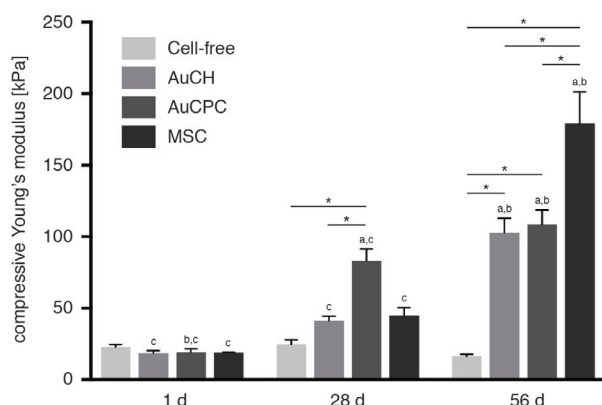 250
200
150
100
50
0
compressive Young's modulus [kPa]
Cell-free
AuCH
AuCPC
MSC
*
*
*
a,b
*
*
a,b
a,b
*
*
a,c
c
c
c
b,c
c
1 d
28 d
56 d